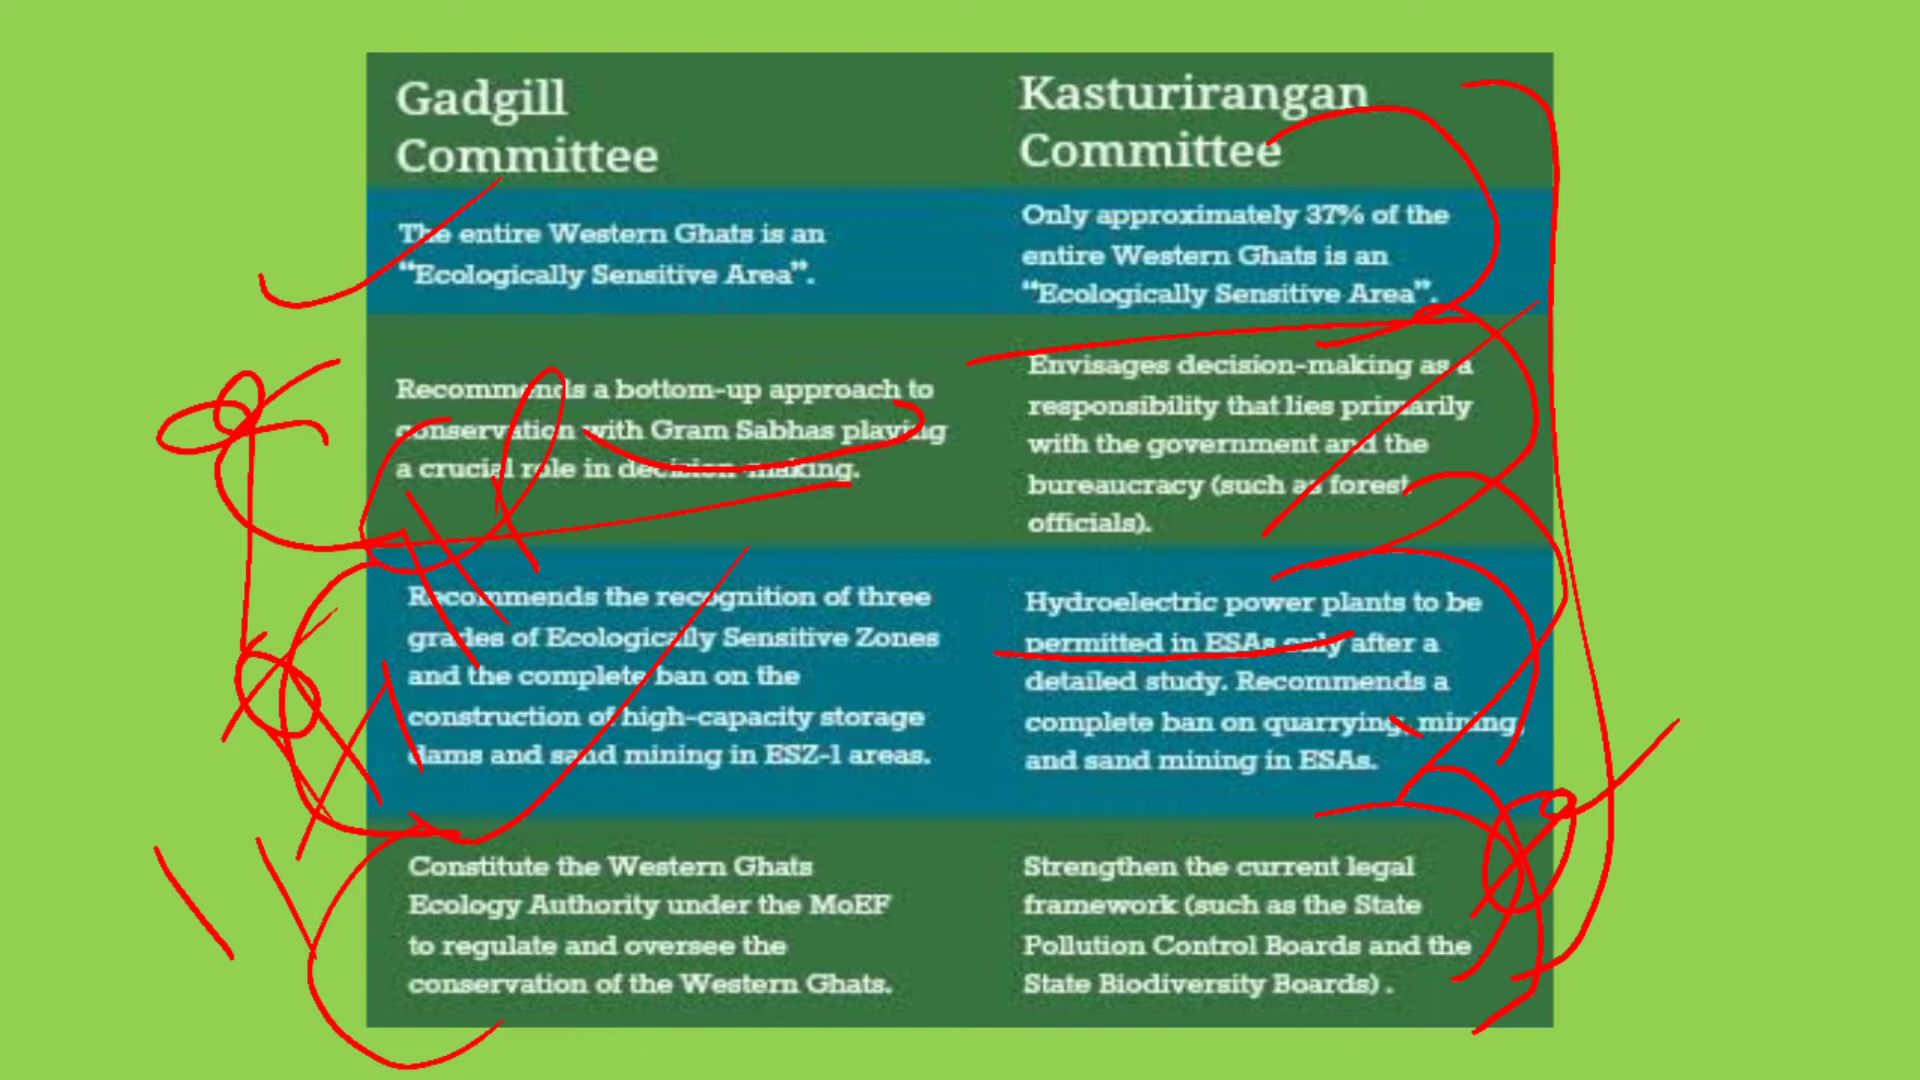 Gadgill
Committee
Kasturirangan
Committee
The entire Western Ghats is an
“Ecologically Sensitive Area”.
Only approximately 37% of the
entire Western Ghats is an
“Ecologically Sensitive Area”.
Recommends a bottom-up approach to
conservation with Gram Sabhas playing
a crucial role in decision-making.
Envisages decision-making as a
responsibility that lies primarily
with the government and the
bureaucracy (such as forest
officials).
Recommends the recognition of three
grades of Ecologically Sensitive Zones
and the complete ban on the
construction of high-capacity storage
dams and sand mining in ESZ-1 areas.
Hydroelectric power plants to be
permitted in ESAs only after a
detailed study. Recommends a
complete ban on quarrying, mining,
and sand mining in ESAs.
Constitute the Western Ghats
Ecology Authority under the MoEF
to regulate and oversee the
conservation of the Western Ghats.
Strengthen the current legal
framework (such as the State
Pollution Control Boards and the
State Biodiversity Boards) .